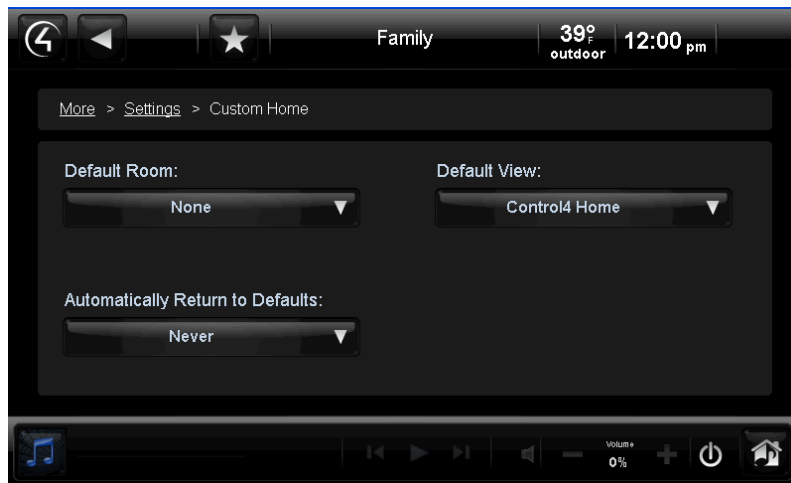 Family
39°F
outdoor
12:00 pm
More > Settings > Custom Home
Default Room:
Default View:
None
Control4 Home
Automatically Return to Defaults:
Never
Volume
0%